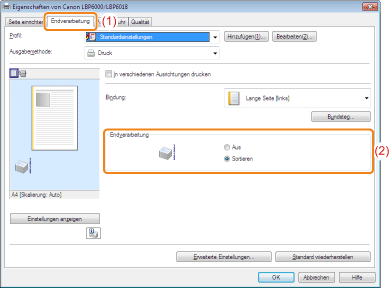 Eigenschaften von Canon LBP6000/LBP6018
Seite einrichten Endverarbeitung (1) uhr Qualität
Profil: Standardeinstellungen Hinzufügen(1)... Bearbeiten(2)...
Ausgabemethode: Druck
In verschiedenen Ausrichtungen drucken
Bindung: Lange Seite [links]
Bundsteg...
Endverarbeitung
(2)
Aus
Sortieren
A4 [Skalierung: Auto]
Einstellungen anzeigen
Erweiterte Einstellungen... Standard wiederherstellen
OK Abbrechen Hilfe